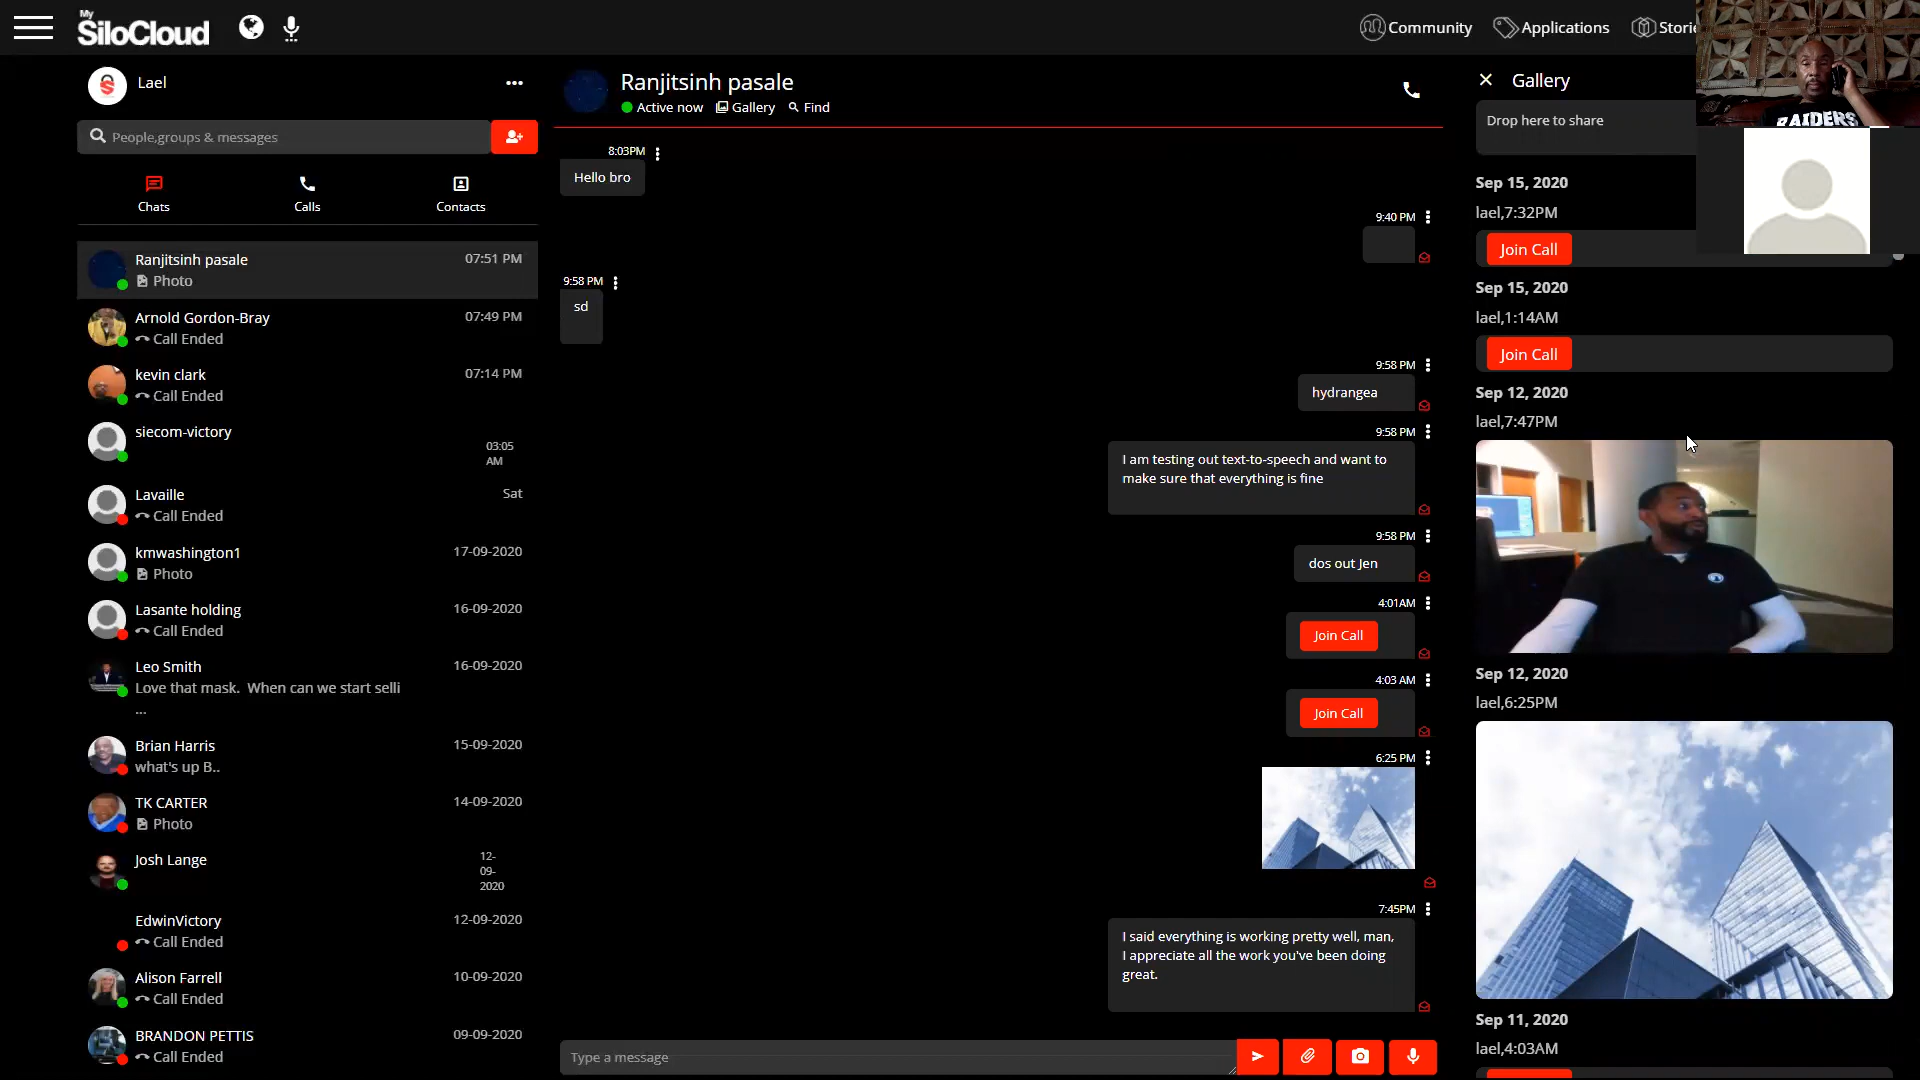 My
SiloCloud
Community
Applications
Storie
Lael
People,groups & messages
Chats
Calls
Contacts
Ranjitsinh pasale
07:51 PM
Photo
Arnold Gordon-Bray
07:49 PM
Call Ended
kevin clark
07:14 PM
Call Ended
siecom-victory
03:05
AM
Lavaille
Sat
Call Ended
kmwashington1
17-09-2020
Photo
Lasante holding
16-09-2020
Call Ended
Leo Smith
16-09-2020
Love that mask. When can we start selli
...
Brian Harris
15-09-2020
what's up B..
TK CARTER
14-09-2020
Photo
Josh Lange
12-
09-
2020
EdwinVictory
12-09-2020
Call Ended
Alison Farrell
10-09-2020
Call Ended
BRANDON PETTIS
09-09-2020
Call Ended
Ranjitsinh pasale
Active now
Gallery
Find
8:03PM
Hello bro
9:40 PM
9:58 PM
sd
9:58 PM
hydrangea
9:58 PM
I am testing out text-to-speech and want to
make sure that everything is fine
9:58 PM
dos out Jen
4:01AM
Join Call
4:03 AM
Join Call
6:25 PM
7:45PM
I said everything is working pretty well, man,
I appreciate all the work you've been doing
great.
Type a message
Gallery
Drop here to share
Sep 15, 2020
lael,7:32PM
Join Call
Sep 15, 2020
lael,1:14AM
Join Call
Sep 12, 2020
lael,7:47PM
Sep 12, 2020
lael,6:25PM
Sep 11, 2020
lael,4:03AM
RAIDERS